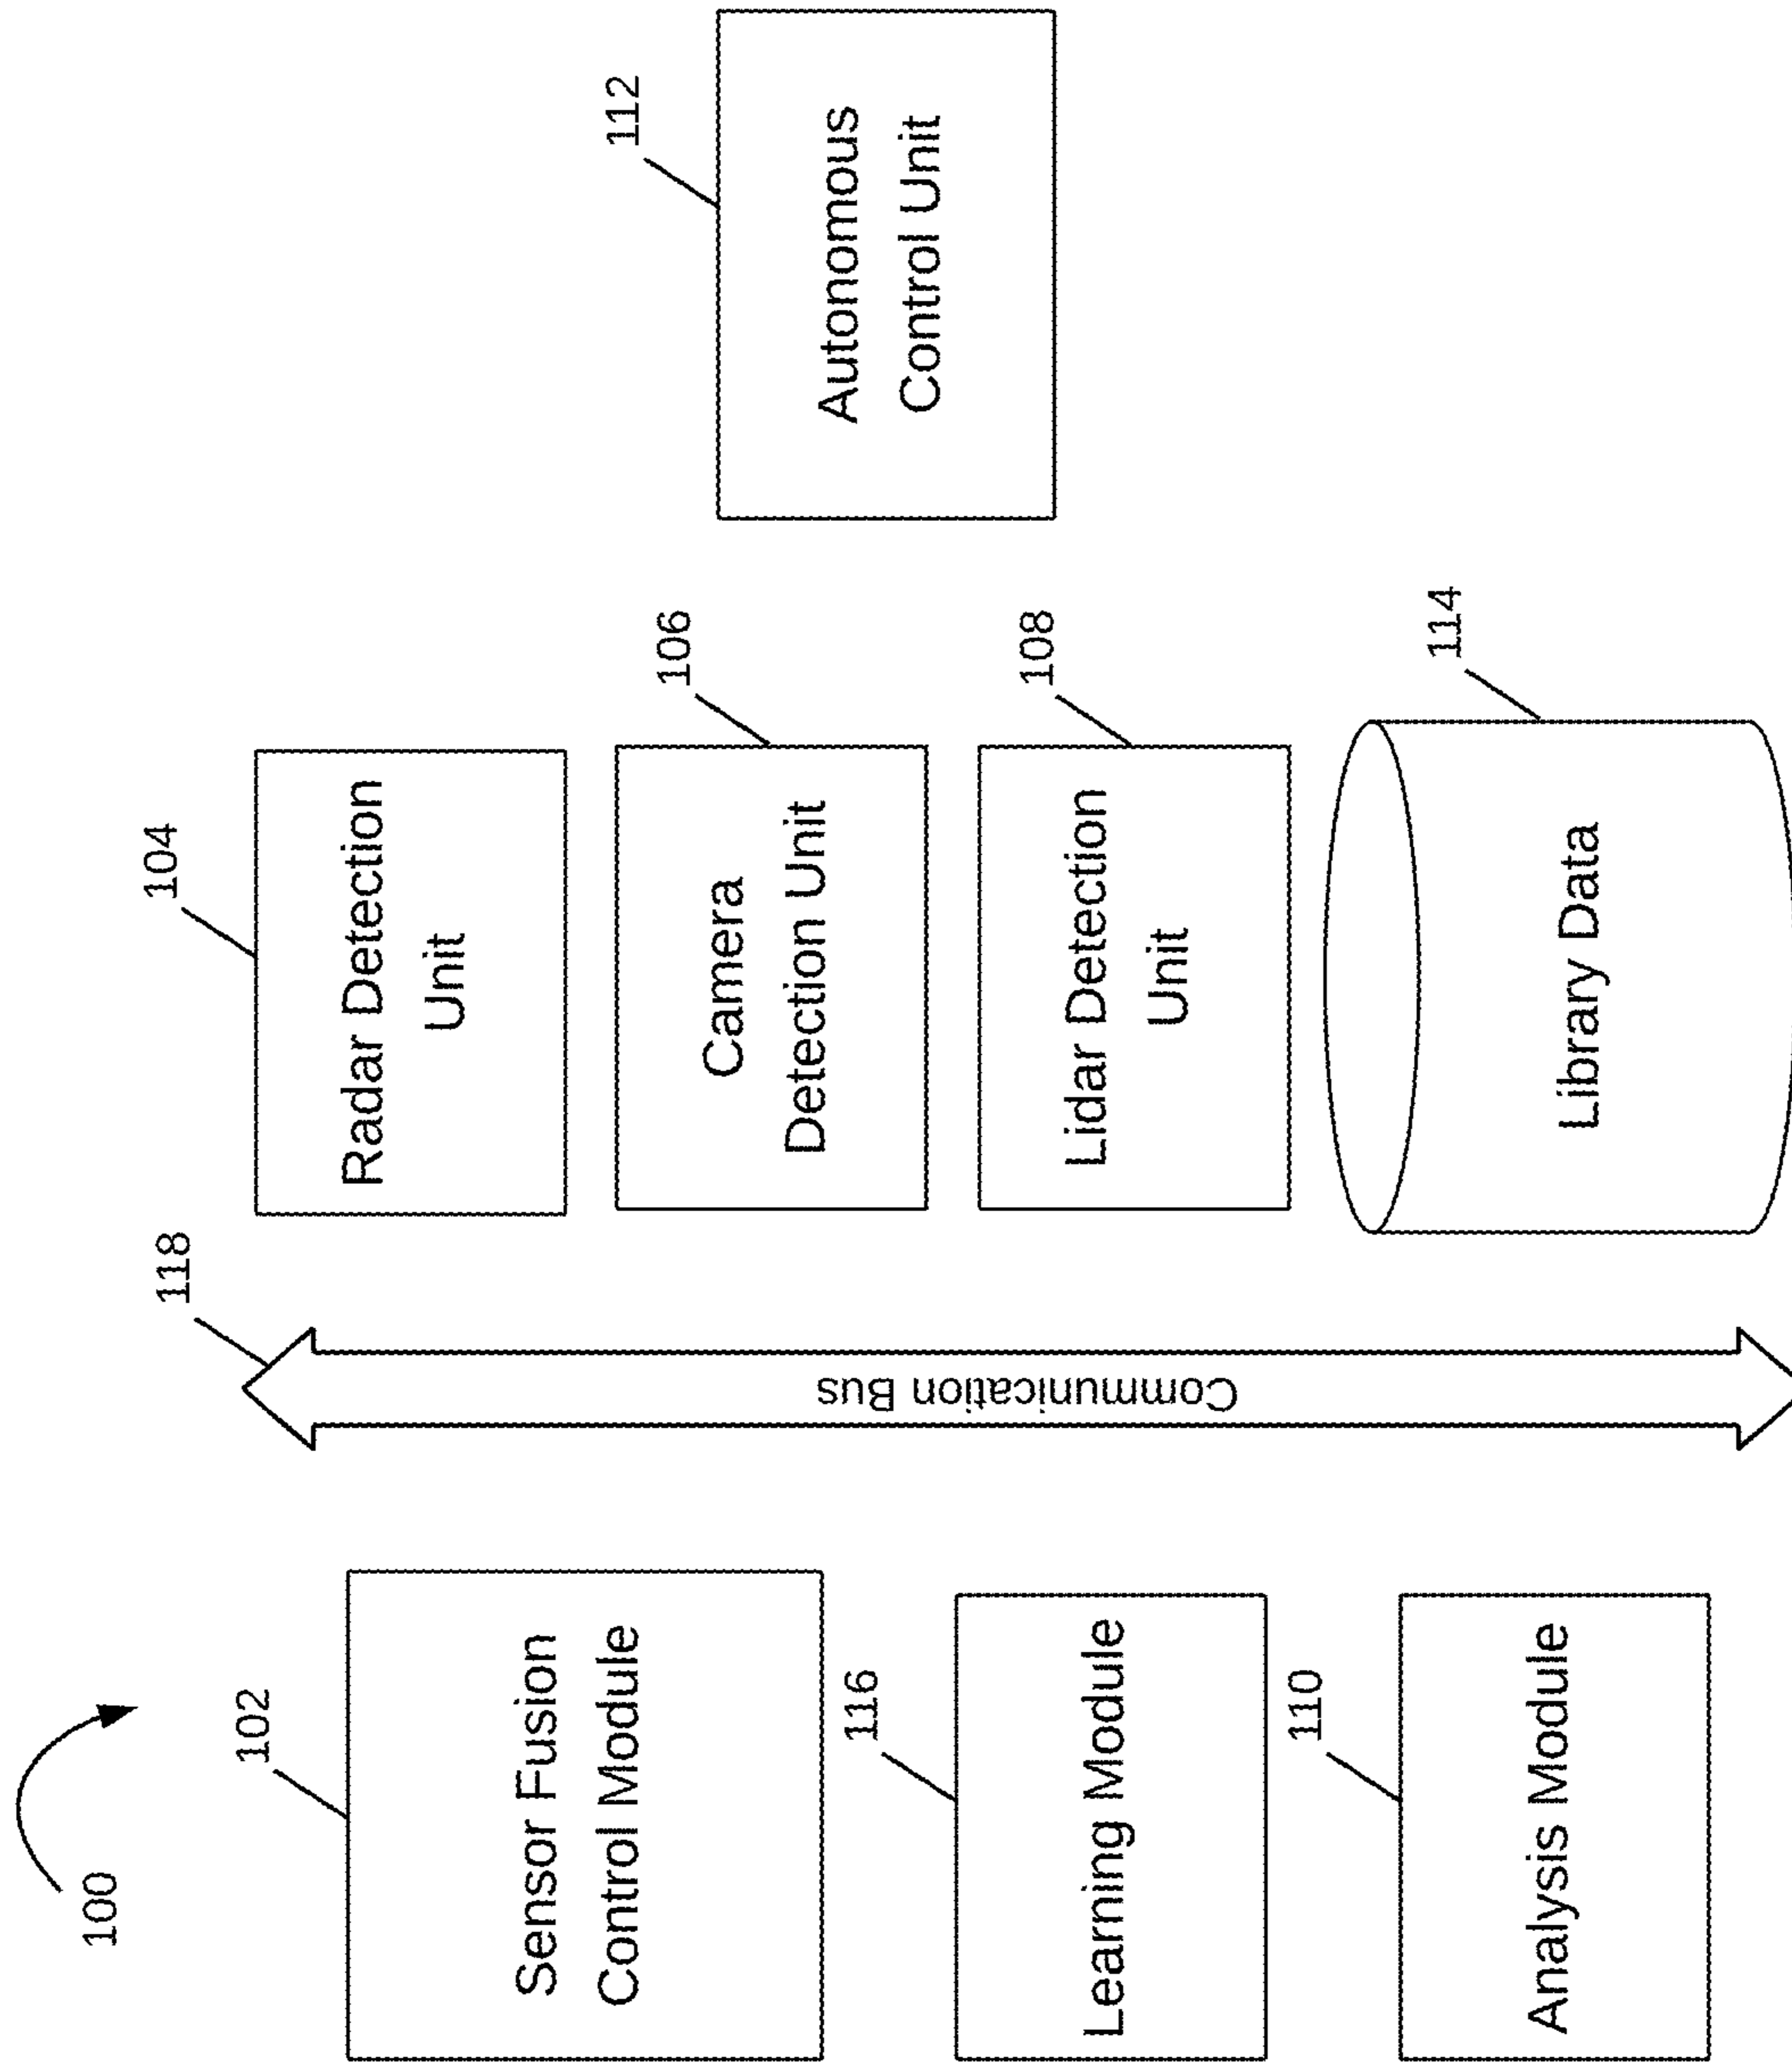 100
102
Sensor Fusion
Control Module
116
Learning Module
110
Analysis Module
118
Communication Bus
104
Radar Detection
Unit
106
Camera
Detection Unit
108
Lidar Detection
Unit
114
Library Data
112
Autonomous
Control Unit